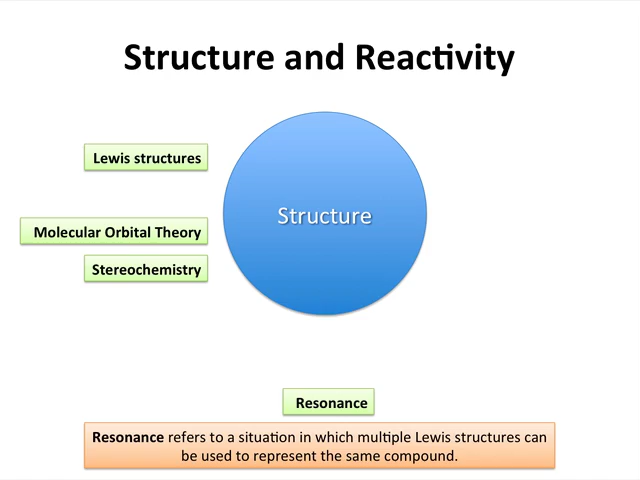 Structure and Reactivity
Lewis structures
Structure
Molecular Orbital Theory
Stereochemistry
Resonance
Resonance refers to a situation in which multiple Lewis structures can
be used to represent the same compound.